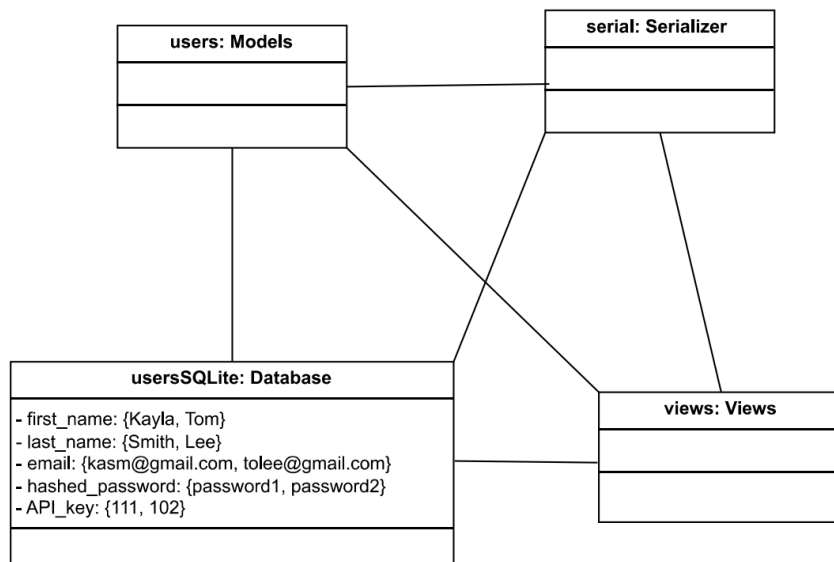 users: Models
serial: Serializer
usersSQLite: Database
- first_name: {Kayla, Tom}
- last_name: {Smith, Lee}
- email: {kasm@gmail.com, tolee@gmail.com}
- hashed_password: {password1, password2}
- API_key: {111, 102}
views: Views